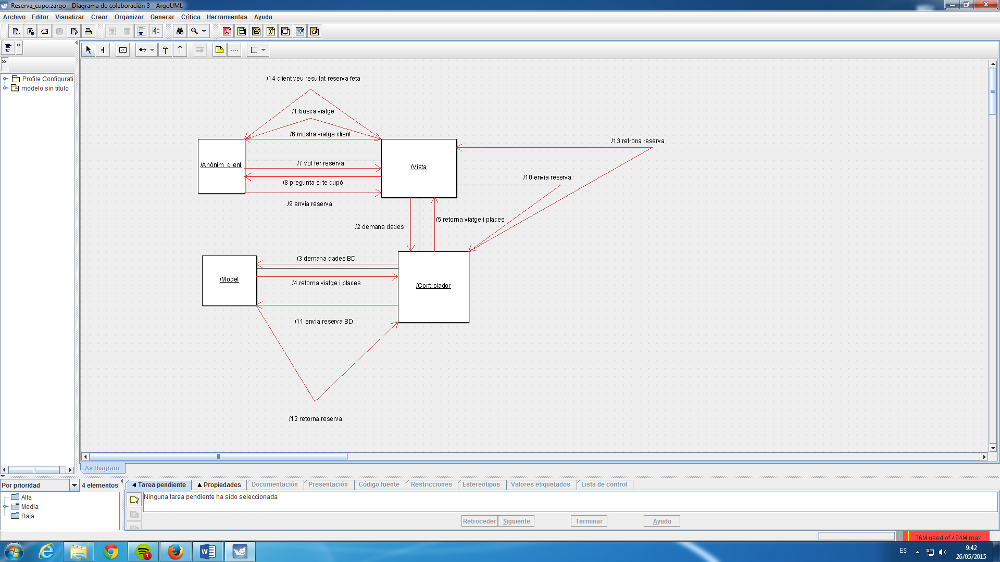 Reserva_cupo.zargo - Diagrama de colaboración 3 - ArgoUML
Archivo Editar Visualizar Crear Organizar Generar Crítica Herramientas Ayuda
Profile Configurati
modelo sin título
/14 client veu resultat reserva feta
/1 busca viatge
/6 mostra viatge client
/13 retrona reserva
/Anònim_client
/7 vol fer reserva
/Vista
/10 envia reserva
/8 pregunta si te cupó
/9 envia reserva
/2 demana dades
/5 retorna viatge i places
/3 demana dades BD
/Model
/4 retorna viatge i places
/Controlador
/11 envia reserva BD
/12 retorna reserva
As Diagram
Por prioridad
4 elementos
Alta
Media
Baja
Tarea pendiente Propiedades Documentación Presentación Código fuente Restricciones Estereotipos Valores etiquetados Lista de control
Ninguna tarea pendiente ha sido seleccionada
Retroceder Siguiente Terminar Ayuda
36M used of 494M max
1
ES
9:42
26/05/2015